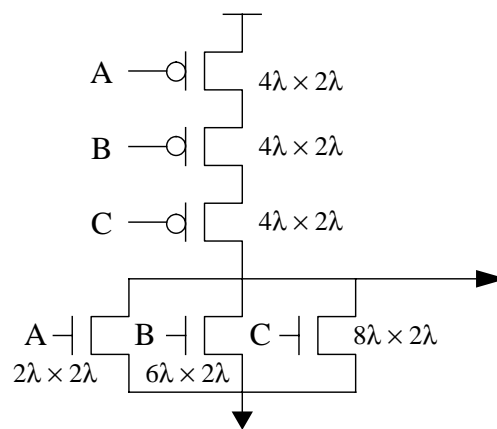 A
4λ × 2λ
B
4λ × 2λ
C
4λ × 2λ
A B C 8λ × 2λ
2λ × 2λ 6λ × 2λ